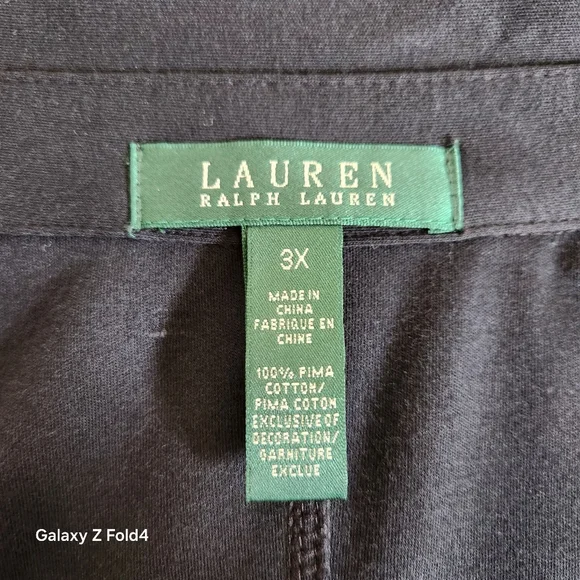 LAUREN
RALPH LAUREN
3X
MADE IN
CHINA
FABRIQUE EN
CHINE
100% PIMA
COTTON/
PIMA COTON
EXCLUSIVE OF
DECORATION/
GARNITURE
EXCLUE
Galaxy Z Fold4